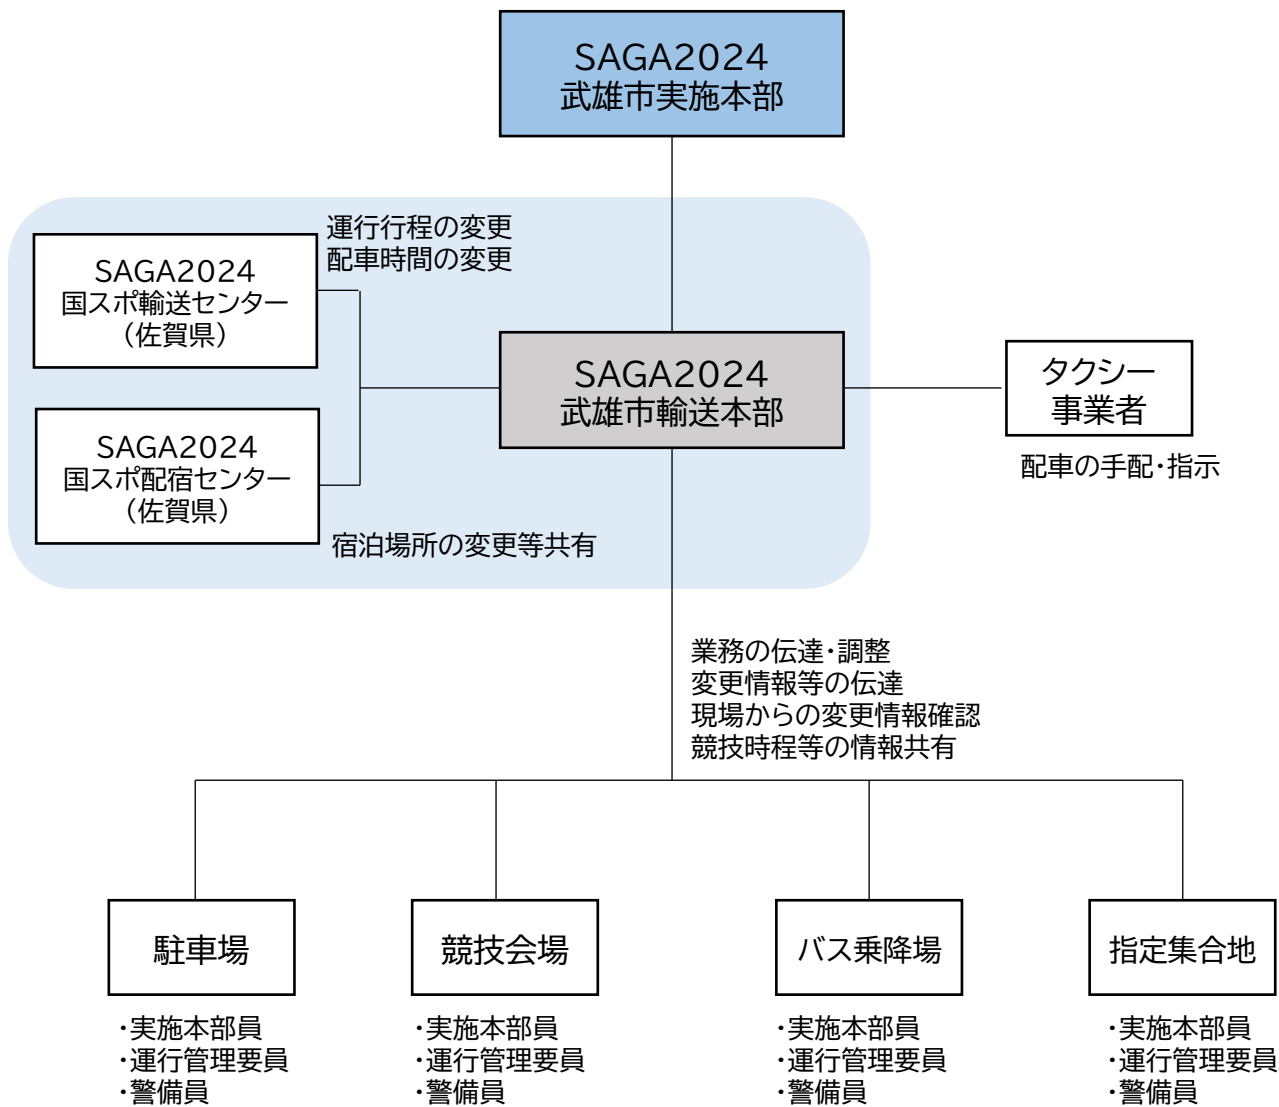 SAGA2024
武雄市実施本部
運行行程の変更
配車時間の変更
SAGA2024
国スポ輸送センター
（佐賀県）
SAGA2024
武雄市輸送本部
タクシー
事業者
配車の手配・指示
SAGA2024
国スポ配宿センター
（佐賀県）
宿泊場所の変更等共有
業務の伝達・調整
変更情報等の伝達
現場からの変更情報確認
競技時程等の情報共有
駐車場
・実施本部員
・運行管理要員
・警備員
競技会場
・実施本部員
・運行管理要員
・警備員
バス乗降場
・実施本部員
・運行管理要員
・警備員
指定集合地
・実施本部員
・運行管理要員
・警備員